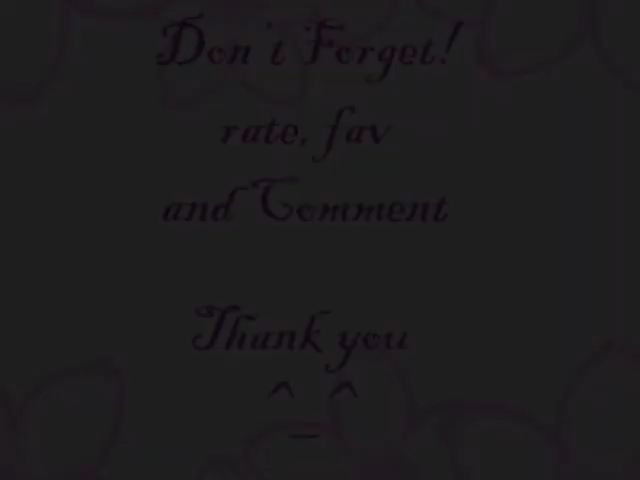 Don't Forget!
rate, fav
and Comment
Thank you
^_^